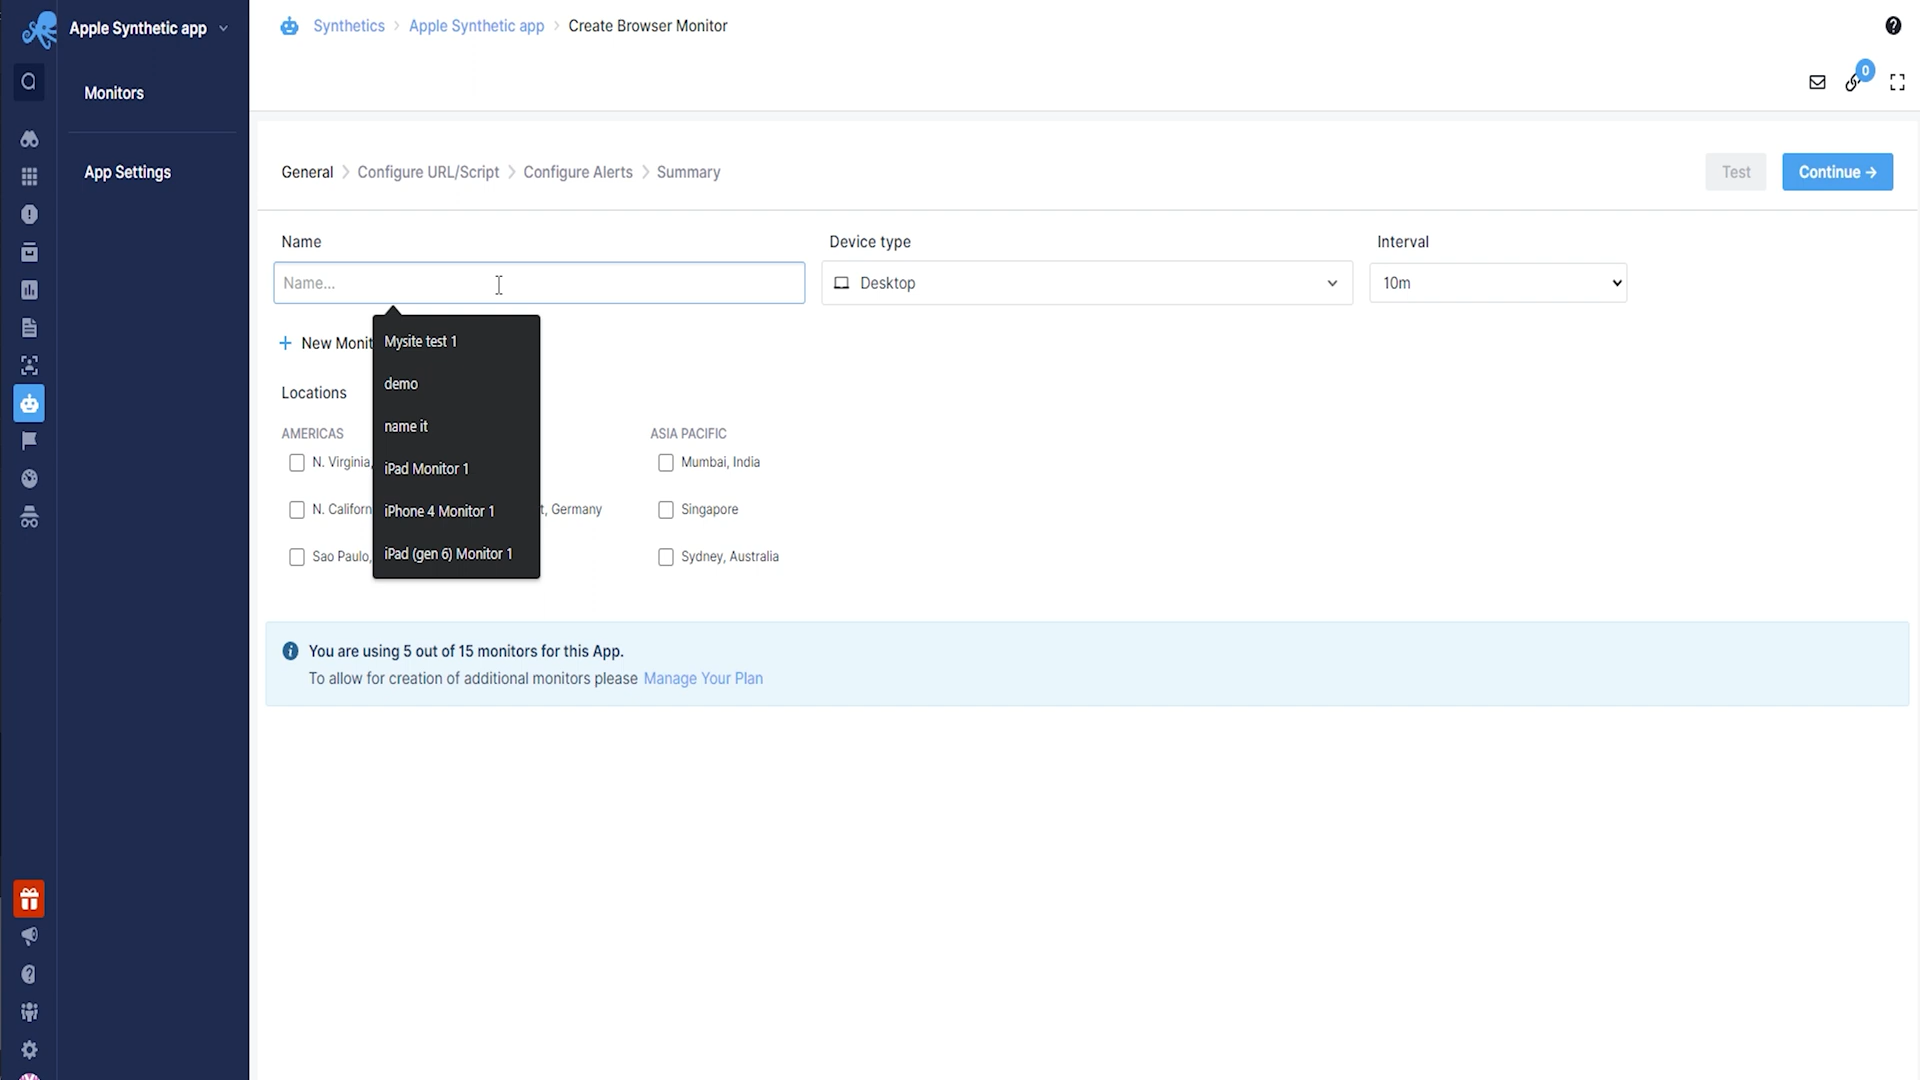 Apple Synthetic app
Synthetics > Apple Synthetic app > Create Browser Monitor
0
Monitors
App Settings
General > Configure URL/Script > Configure Alerts > Summary
Test
Continue →
Name
Device type
Interval
Name...
Desktop
10m
+ New Monit
Mysite test 1
demo
name it
iPad Monitor 1
iPhone 4 Monitor 1
iPad (gen 6) Monitor 1
Locations
AMERICAS
ASIA PACIFIC
N. Virginia,
Mumbai, India
N. Californ
t, Germany
Singapore
Sao Paulo,
Sydney, Australia
You are using 5 out of 15 monitors for this App.
To allow for creation of additional monitors please Manage Your Plan